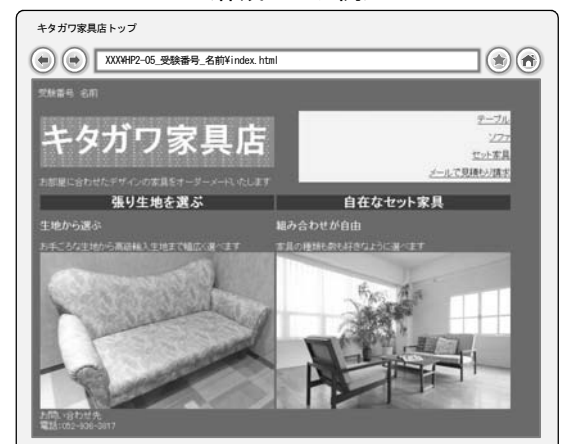 キタガワ家具店トップ
XXX¥HP2-05_受験番号_名前¥index.html
受験番号 名前
キタガワ家具店
テーブル
ソファ
セット家具
メールで見積り/請求
お部屋に合わせたデザインの家具をオーダーメードいたします
張り生地を選ぶ
自在なセット家具
生地から選ぶ
組み合わせが自由
お手ごろな生地から高級輸入生地まで幅広く選べます
家具の種類も数も好きなように選べます
お問い合わせ先
電話:052-936-3817